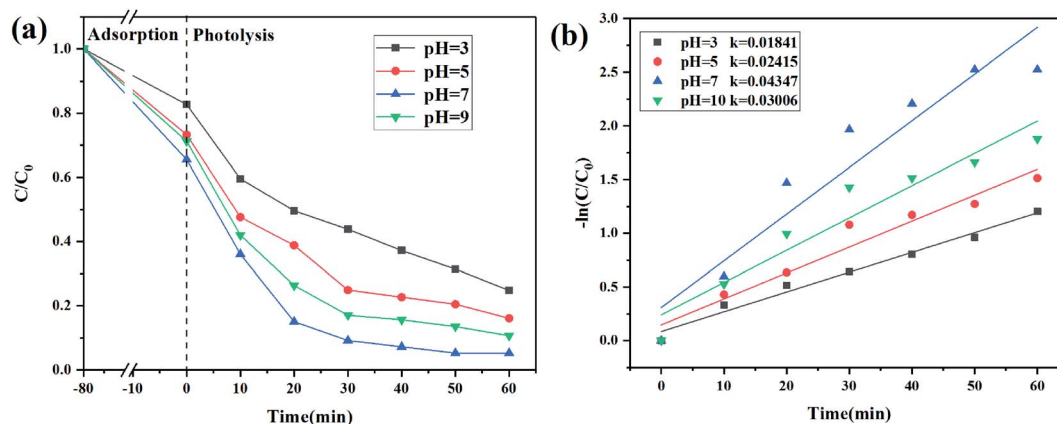 (a)
Adsorption
Photolysis
pH=3
pH=5
pH=7
pH=9
1.0
0.8
0.6
0.4
0.2
0.0
C/C0
-80
-10
0
10
20
30
40
50
60
Time(min)
(b)
pH=3 k=0.01841
pH=5 k=0.02415
pH=7 k=0.04347
pH=10 k=0.03006
3.0
2.5
2.0
1.5
1.0
0.5
0.0
-ln(C/C0)
0
10
20
30
40
50
60
Time(min)